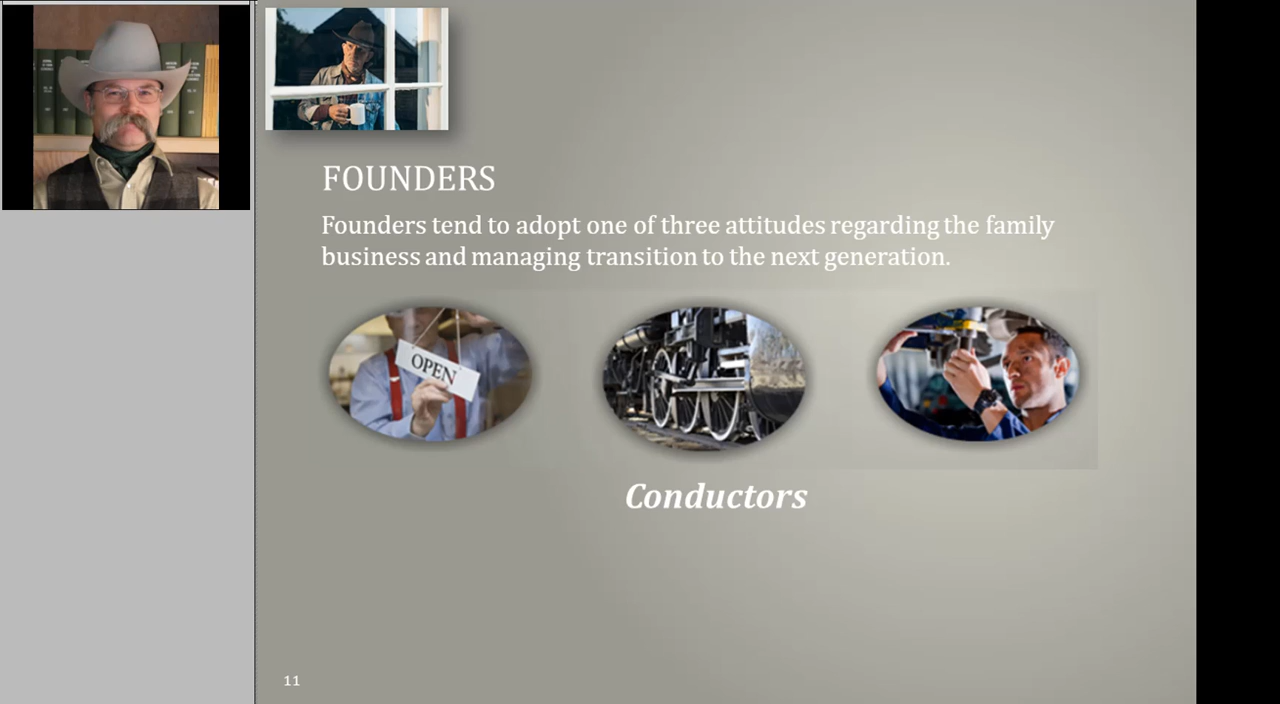 FOUNDERS
Founders tend to adopt one of three attitudes regarding the family
business and managing transition to the next generation.
OPEN
Conductors
11